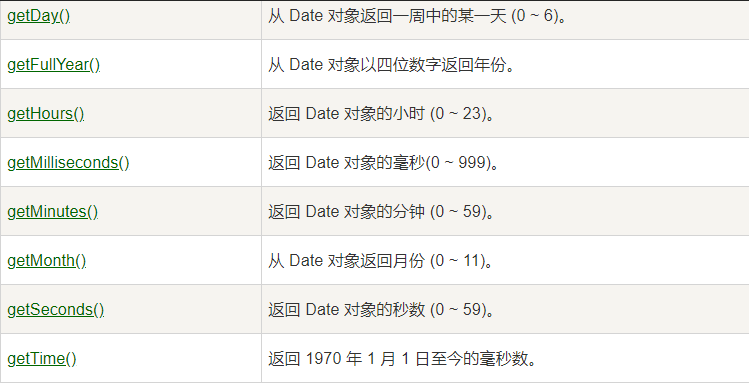 getDay() 从 Date 对象返回一周中的某一天 (0 ~ 6)。
getFullYear() 从 Date 对象以四位数字返回年份。
getHours() 返回 Date 对象的小时 (0 ~ 23)。
getMilliseconds() 返回 Date 对象的毫秒(0 ~ 999)。
getMinutes() 返回 Date 对象的分钟 (0 ~ 59)。
getMonth() 从 Date 对象返回月份 (0 ~ 11)。
getSeconds() 返回 Date 对象的秒数 (0 ~ 59)。
getTime() 返回 1970 年 1 月 1 日至今的毫秒数。